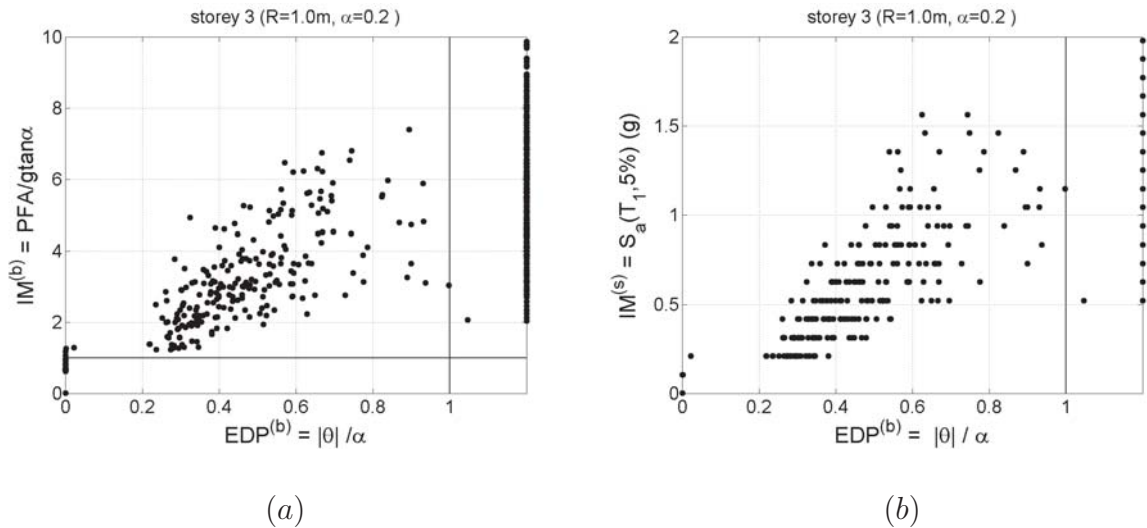 storey 3 (R=1.0m, α=0.2 )
10
8
6
4
2
0
IM(b) = PFA/gtanα
0 0.2 0.4 0.6 0.8 1
EDP(b) = |θ| /α
(a)
storey 3 (R=1.0m, α=0.2 )
2
1.5
1
0.5
0
IM(s) = Sa(T1,5%) (g)
0 0.2 0.4 0.6 0.8 1
EDP(b) = |θ| / α
(b)